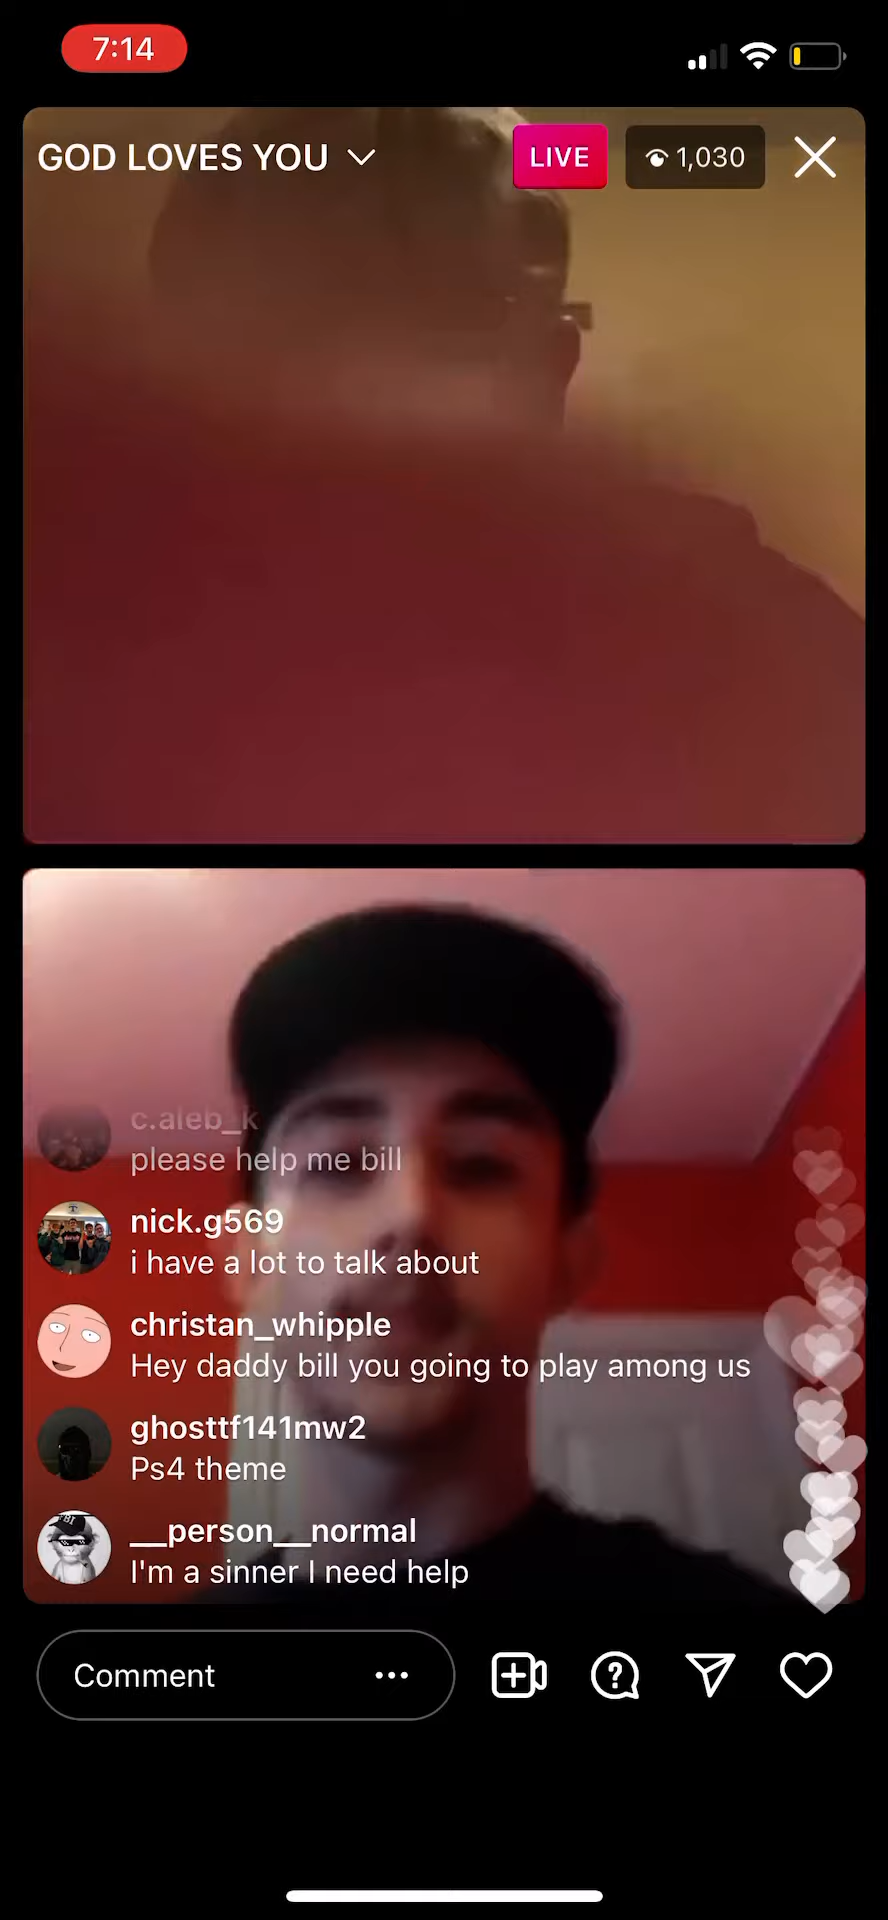 7:14
GOD LOVES YOU
LIVE
1,030
c.aleb_k
please help me bill
nick.g569
i have a lot to talk about
christan_whipple
Hey daddy bill you going to play among us
ghosttf141mw2
Ps4 theme
__person__normal
I'm a sinner I need help
Comment